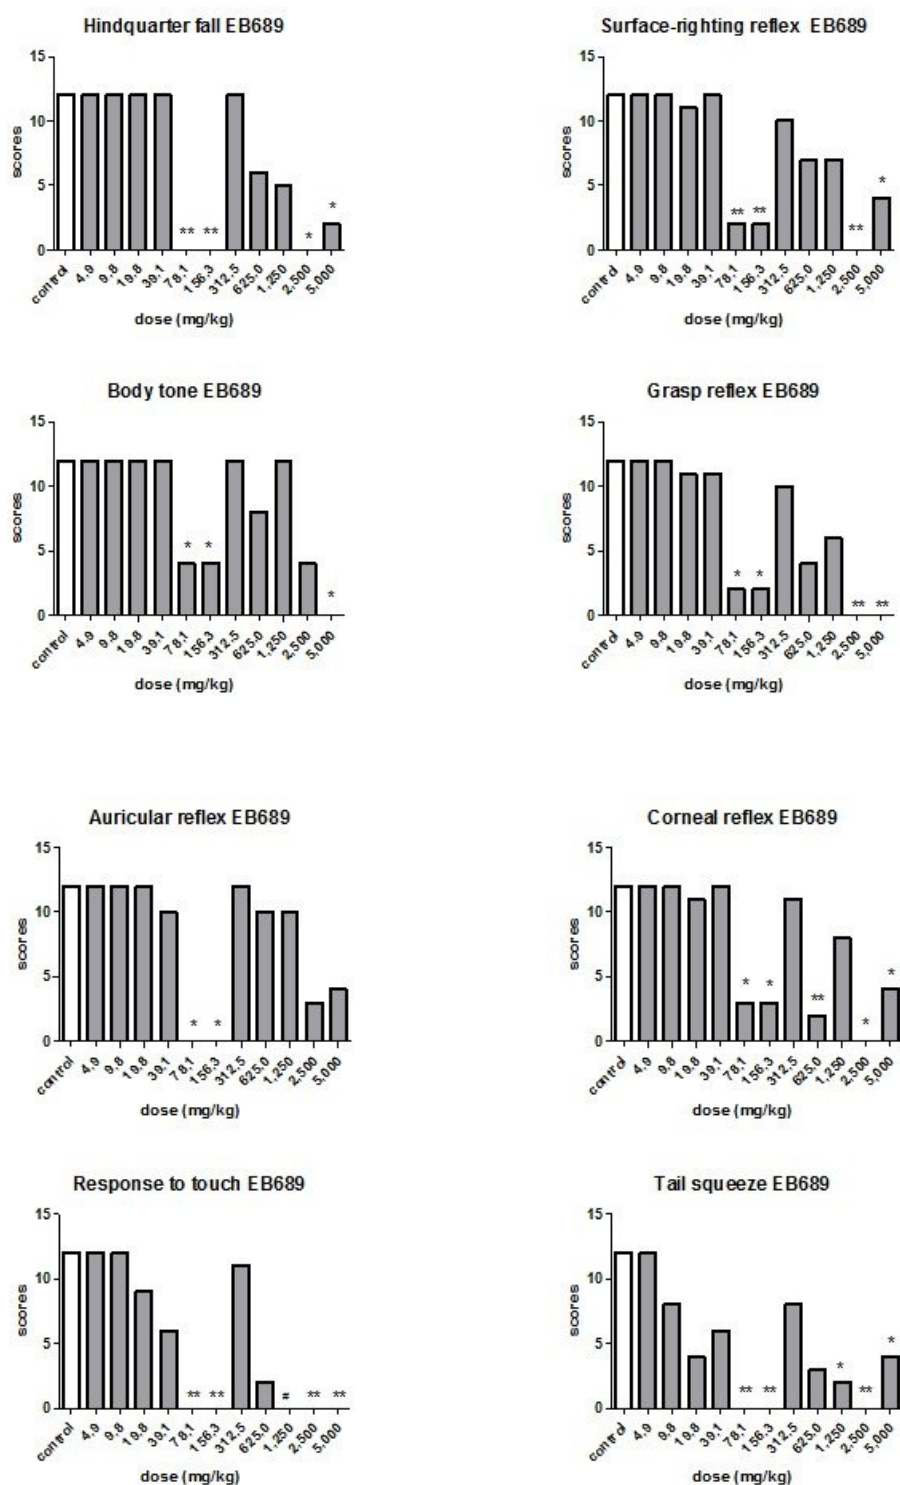 Hindquarter fall EB689
15
10
5
0
scores
** ** * *
control 4.9 9.8 19.8 39.1 78.1 156.3 312.5 625.0 1,250 2,500 5,000
dose (mg/kg)
Surface-righting reflex EB689
15
10
5
0
scores
** ** ** *
control 4.9 9.8 19.8 39.1 78.1 156.3 312.5 625.0 1,250 2,500 5,000
dose (mg/kg)
Body tone EB689
15
10
5
0
scores
* * *
control 4.9 9.8 19.8 39.1 78.1 156.3 312.5 625.0 1,250 2,500 5,000
dose (mg/kg)
Grasp reflex EB689
15
10
5
0
scores
* * ** **
control 4.9 9.8 19.8 39.1 78.1 156.3 312.5 625.0 1,250 2,500 5,000
dose (mg/kg)
Auricular reflex EB689
15
10
5
0
scores
* *
control 4.9 9.8 19.8 39.1 78.1 156.3 312.5 625.0 1,250 2,500 5,000
dose (mg/kg)
Corneal reflex EB689
15
10
5
0
scores
* * ** * *
control 4.9 9.8 19.8 39.1 78.1 156.3 312.5 625.0 1,250 2,500 5,000
dose (mg/kg)
Response to touch EB689
15
10
5
0
scores
** ** # ** **
control 4.9 9.8 19.8 39.1 78.1 156.3 312.5 625.0 1,250 2,500 5,000
dose (mg/kg)
Tail squeeze EB689
15
10
5
0
scores
** ** * ** *
control 4.9 9.8 19.8 39.1 78.1 156.3 312.5 625.0 1,250 2,500 5,000
dose (mg/kg)